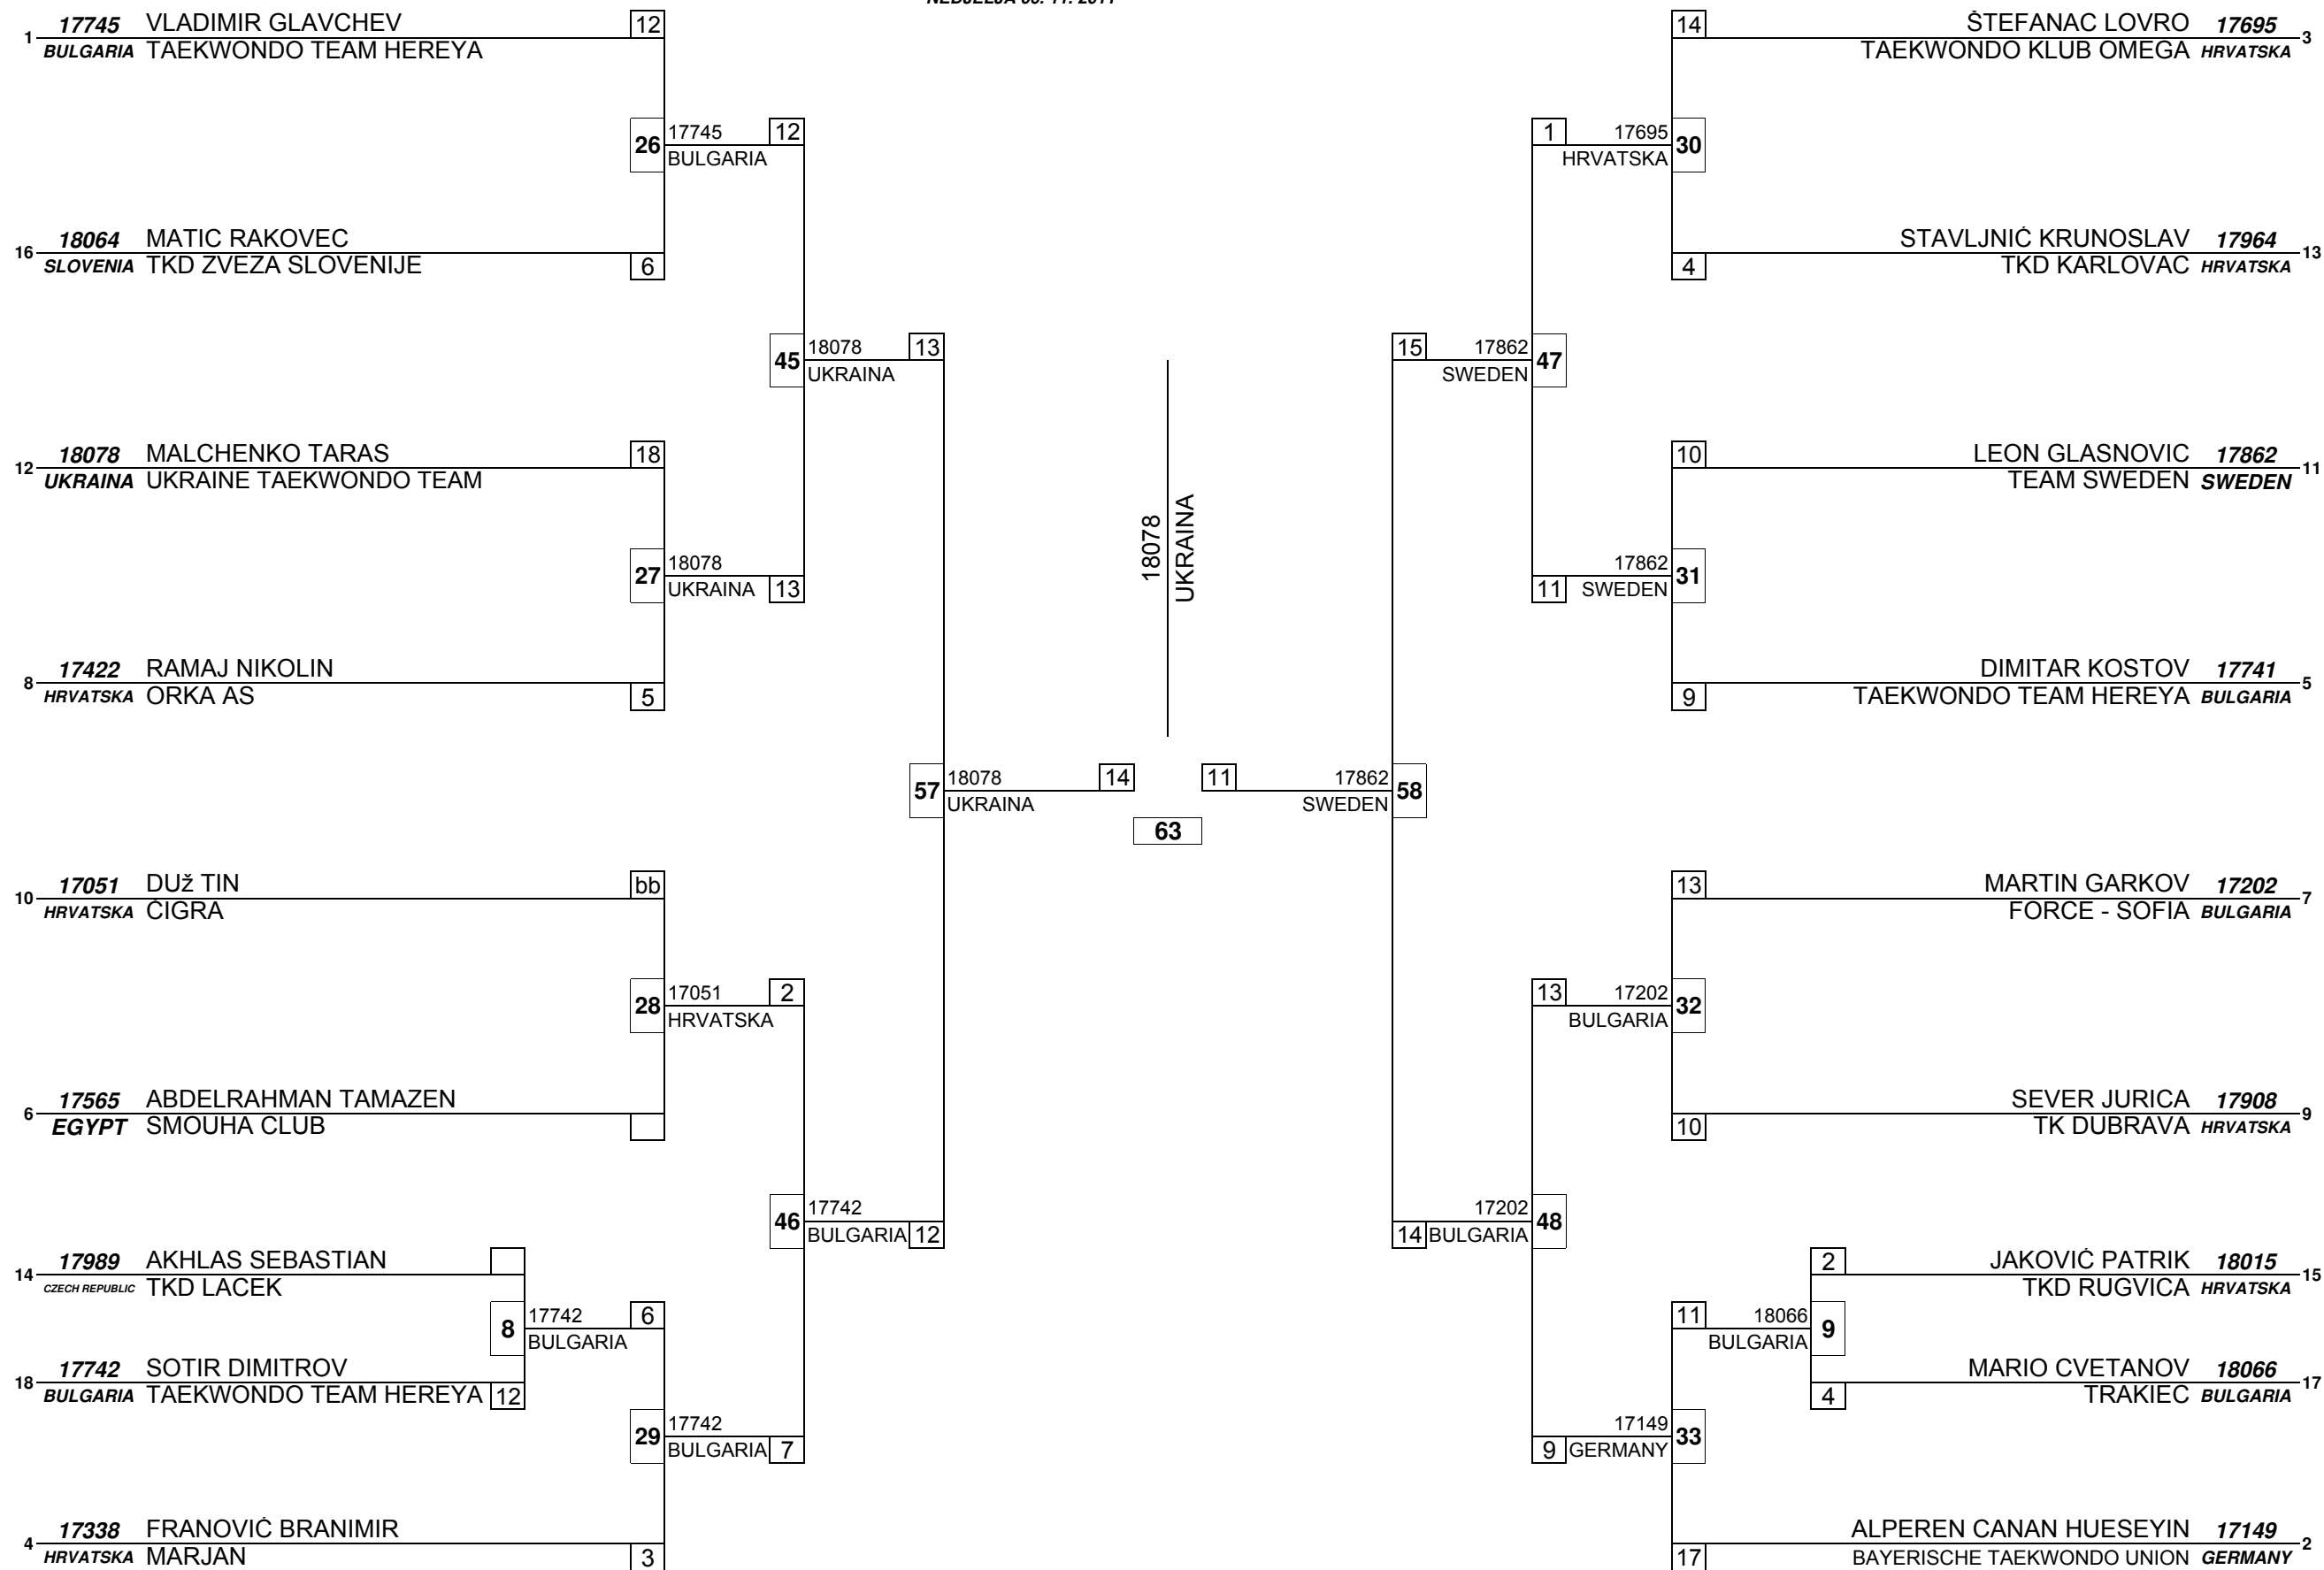 1 17745 VLADIMIR GLAVCHEV 12
BULGARIA TAEKWONDO TEAM HEREYA
26 17745 12
BULGARIA
16 18064 MATIC RAKOVEC
SLOVENIA TKD ZVEZA SLOVENIJE 6
45 18078 13
UKRAINA
12 18078 MALCHENKO TARAS 18
UKRAINA UKRAINE TAEKWONDO TEAM
27 18078
UKRAINA 13
8 17422 RAMAJ NIKOLIN
HRVATSKA ORKA AS 5
57 18078 14
UKRAINA
10 17051 DUž TIN bb
HRVATSKA ČIGRA
28 17051 2
HRVATSKA
6 17565 ABDELRAHMAN TAMAZEN
EGYPT SMOUHA CLUB
46 17742
BULGARIA 12
14 17989 AKHLAS SEBASTIAN
CZECH REPUBLIC TKD LACEK
8 17742 6
BULGARIA
18 17742 SOTIR DIMITROV
BULGARIA TAEKWONDO TEAM HEREYA 12
29 17742
BULGARIA 7
4 17338 FRANOVIĆ BRANIMIR
HRVATSKA MARJAN 3
18078
UKRAINA
63
14 ŠTEFANAC LOVRO 17695 3
TAEKWONDO KLUB OMEGA HRVATSKA
1 17695 30
HRVATSKA
STAVLJNIĆ KRUNOSLAV 17964 13
4 TKD KARLOVAC HRVATSKA
15 17862 47
SWEDEN
10 LEON GLASNOVIC 17862 11
TEAM SWEDEN SWEDEN
17862 31
11 SWEDEN
DIMITAR KOSTOV 17741 5
9 TAEKWONDO TEAM HEREYA BULGARIA
11 17862 58
SWEDEN
13 MARTIN GARKOV 17202 7
FORCE - SOFIA BULGARIA
13 17202 32
BULGARIA
SEVER JURICA 17908 9
10 TK DUBRAVA HRVATSKA
17202 48
14 BULGARIA
2 JAKOVIĆ PATRIK 18015 15
TKD RUGVICA HRVATSKA
11 18066 9
BULGARIA
MARIO CVETANOV 18066 17
4 TRAKIEC BULGARIA
17149 33
9 GERMANY
ALPEREN CANAN HUESEYIN 17149 2
17 BAYERISCHE TAEKWONDO UNION GERMANY